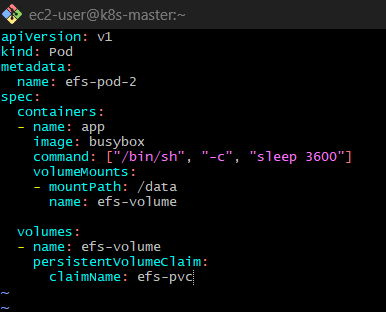 ec2-user@k8s-master:~
apiVersion: v1
kind: Pod
metadata:
  name: efs-pod-2
spec:
  containers:
  - name: app
    image: busybox
    command: ["/bin/sh", "-c", "sleep 3600"]
    volumeMounts:
    - mountPath: /data
      name: efs-volume

  volumes:
  - name: efs-volume
    persistentVolumeClaim:
      claimName: efs-pvc
~
~